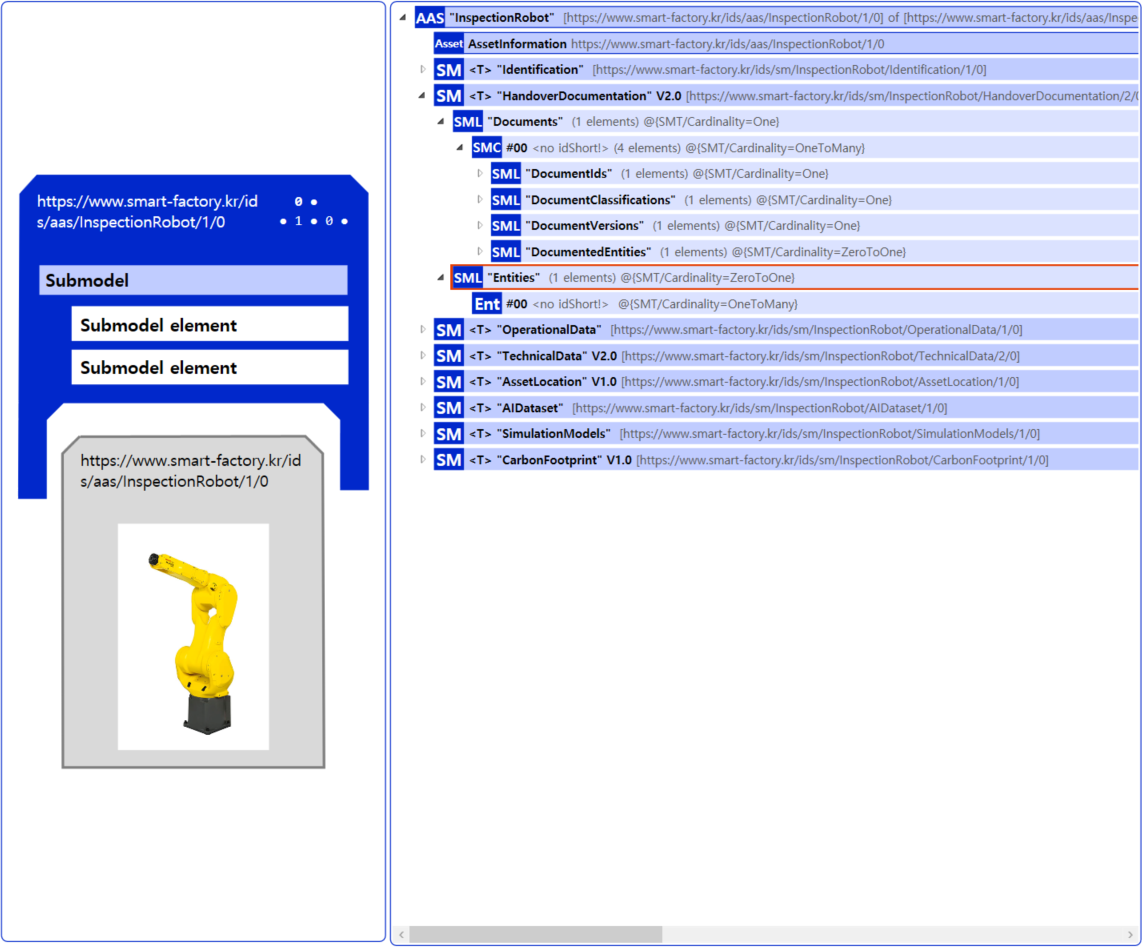 https://www.smart-factory.kr/id
s/aas/InspectionRobot/1/0
0 ●
● 1 ● 0 ●
Submodel
Submodel element
Submodel element
https://www.smart-factory.kr/id
s/aas/InspectionRobot/1/0
AAS "InspectionRobot" [https://www.smart-factory.kr/ids/aas/InspectionRobot/1/0] of [https://www.smart-factory.kr/ids/aas/Inspe
Asset AssetInformation https://www.smart-factory.kr/ids/aas/InspectionRobot/1/0
SM <T> "Identification" [https://www.smart-factory.kr/ids/sm/InspectionRobot/Identification/1/0]
SM <T> "HandoverDocumentation" V2.0 [https://www.smart-factory.kr/ids/sm/InspectionRobot/HandoverDocumentation/2/0
SML "Documents" (1 elements) @{SMT/Cardinality=One}
SMC #00 <no idShort!> (4 elements) @{SMT/Cardinality=OneToMany}
SML "DocumentIds" (1 elements) @{SMT/Cardinality=One}
SML "DocumentClassifications" (1 elements) @{SMT/Cardinality=One}
SML "DocumentVersions" (1 elements) @{SMT/Cardinality=One}
SML "DocumentedEntities" (1 elements) @{SMT/Cardinality=ZeroToOne}
SML "Entities" (1 elements) @{SMT/Cardinality=ZeroToOne}
Ent #00 <no idShort!> @{SMT/Cardinality=OneToMany}
SM <T> "OperationalData" [https://www.smart-factory.kr/ids/sm/InspectionRobot/OperationalData/1/0]
SM <T> "TechnicalData" V2.0 [https://www.smart-factory.kr/ids/sm/InspectionRobot/TechnicalData/2/0]
SM <T> "AssetLocation" V1.0 [https://www.smart-factory.kr/ids/sm/InspectionRobot/AssetLocation/1/0]
SM <T> "AIDataset" [https://www.smart-factory.kr/ids/sm/InspectionRobot/AIDataset/1/0]
SM <T> "SimulationModels" [https://www.smart-factory.kr/ids/sm/InspectionRobot/SimulationModels/1/0]
SM <T> "CarbonFootprint" V1.0 [https://www.smart-factory.kr/ids/sm/InspectionRobot/CarbonFootprint/1/0]